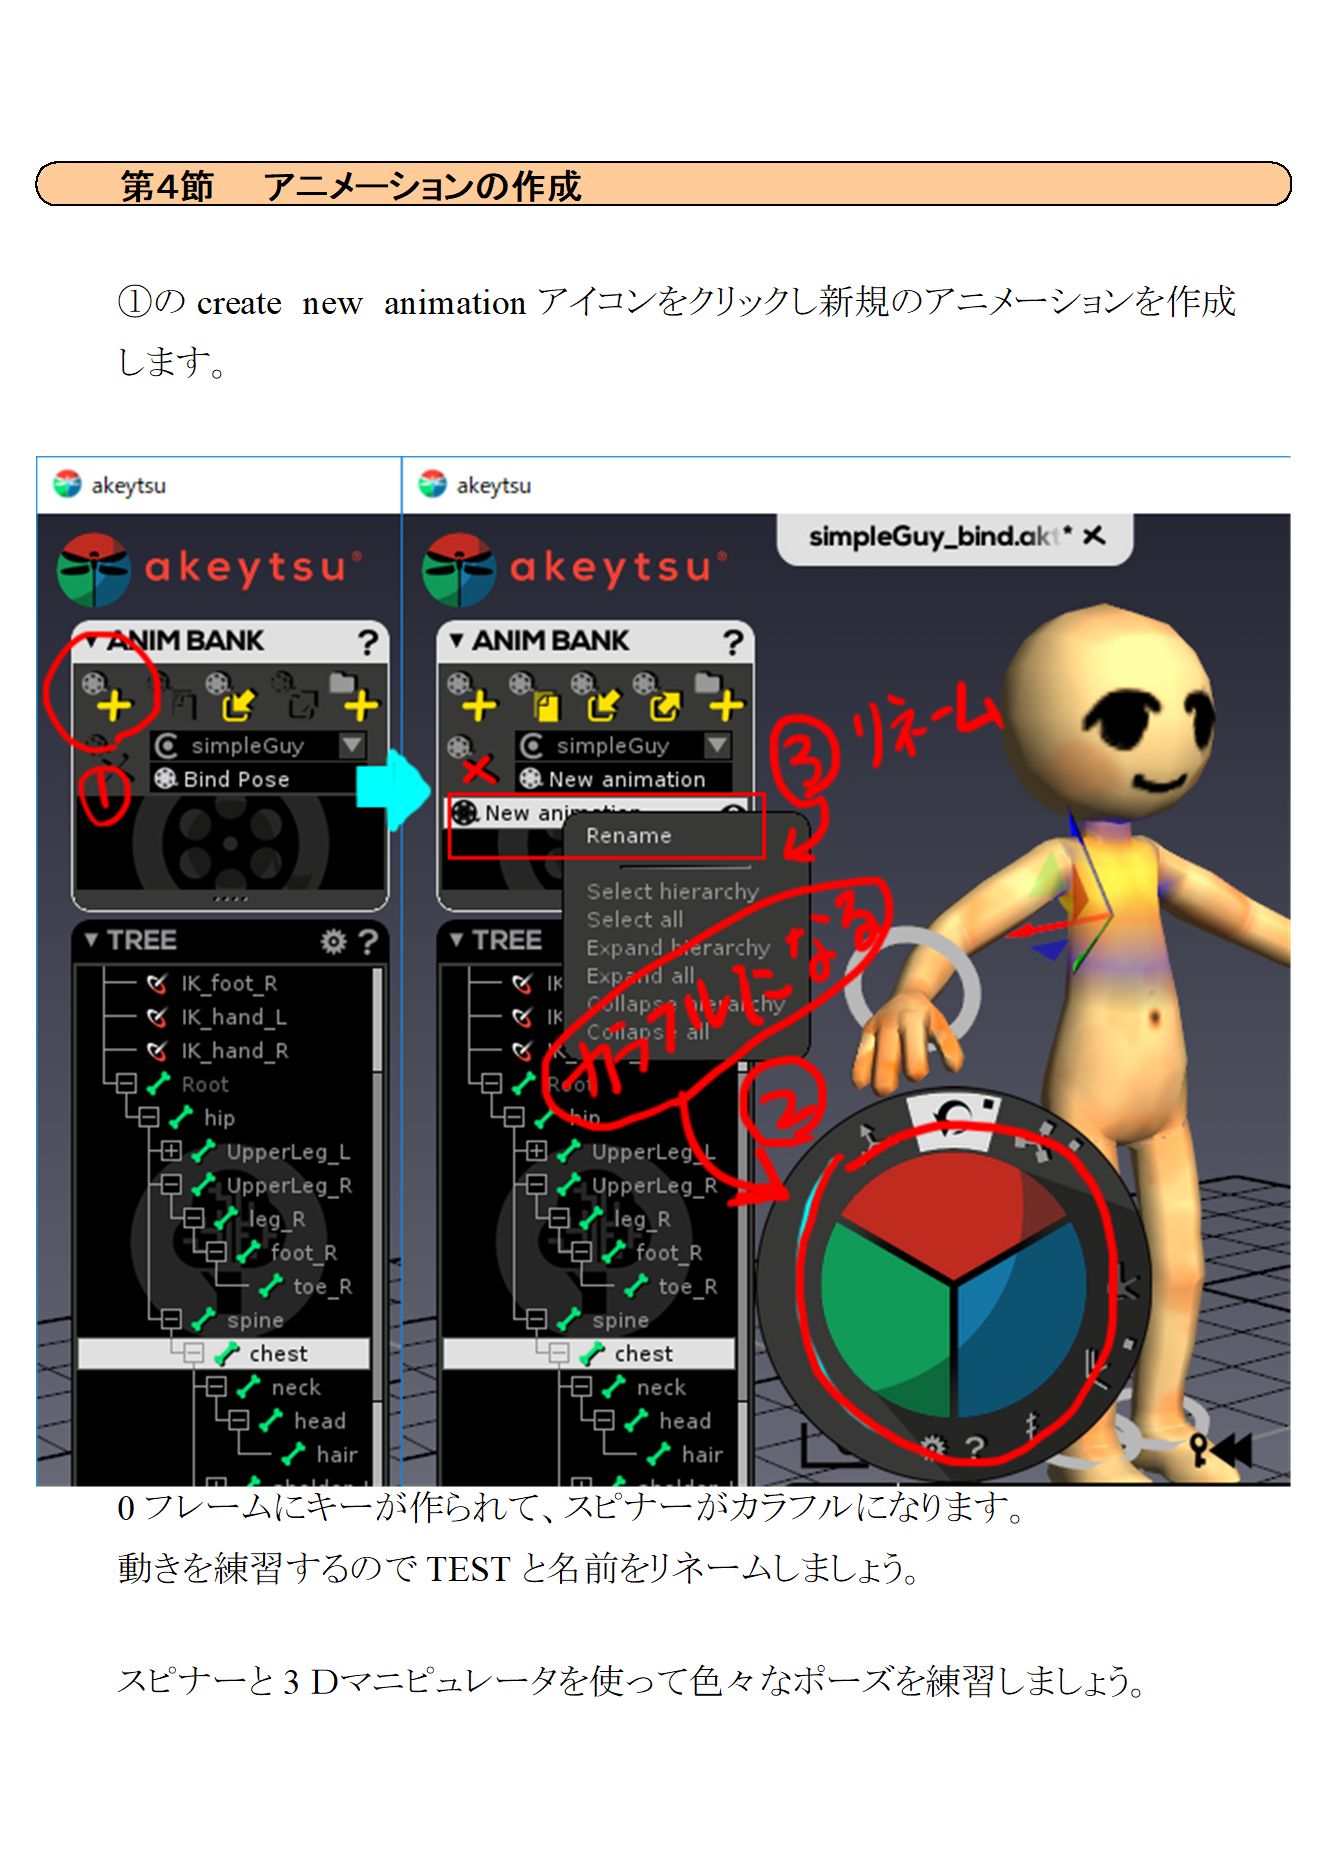 第4節　アニメーションの作成
①の create new animation アイコンをクリックし新規のアニメーションを作成
します。
akeytsu
akeytsu®
ANIM BANK ?
simpleGuy
Bind Pose
①
TREE ?
IK_foot_R
IK_hand_L
IK_hand_R
Root
hip
UpperLeg_L
UpperLeg_R
leg_R
foot_R
toe_R
spine
chest
neck
head
hair
akeytsu
simpleGuy_bind.akt*
akeytsu®
ANIM BANK ?
simpleGuy
New animation
New animation
Rename
Select hierarchy
Select all
Expand hierarchy
Expand all
Collapse hierarchy
Collapse all
③リネーム
カラフルになる
②
TREE
IK
IK
Root
hip
UpperLeg_L
UpperLeg_R
leg_R
foot_R
toe_R
spine
chest
neck
head
hair
?
0フレームにキーが作られて、スピナーがカラフルになります。
動きを練習するので TEST と名前をリネームしましょう。
スピナーと３Ｄマニピュレータを使って色々なポーズを練習しましょう。